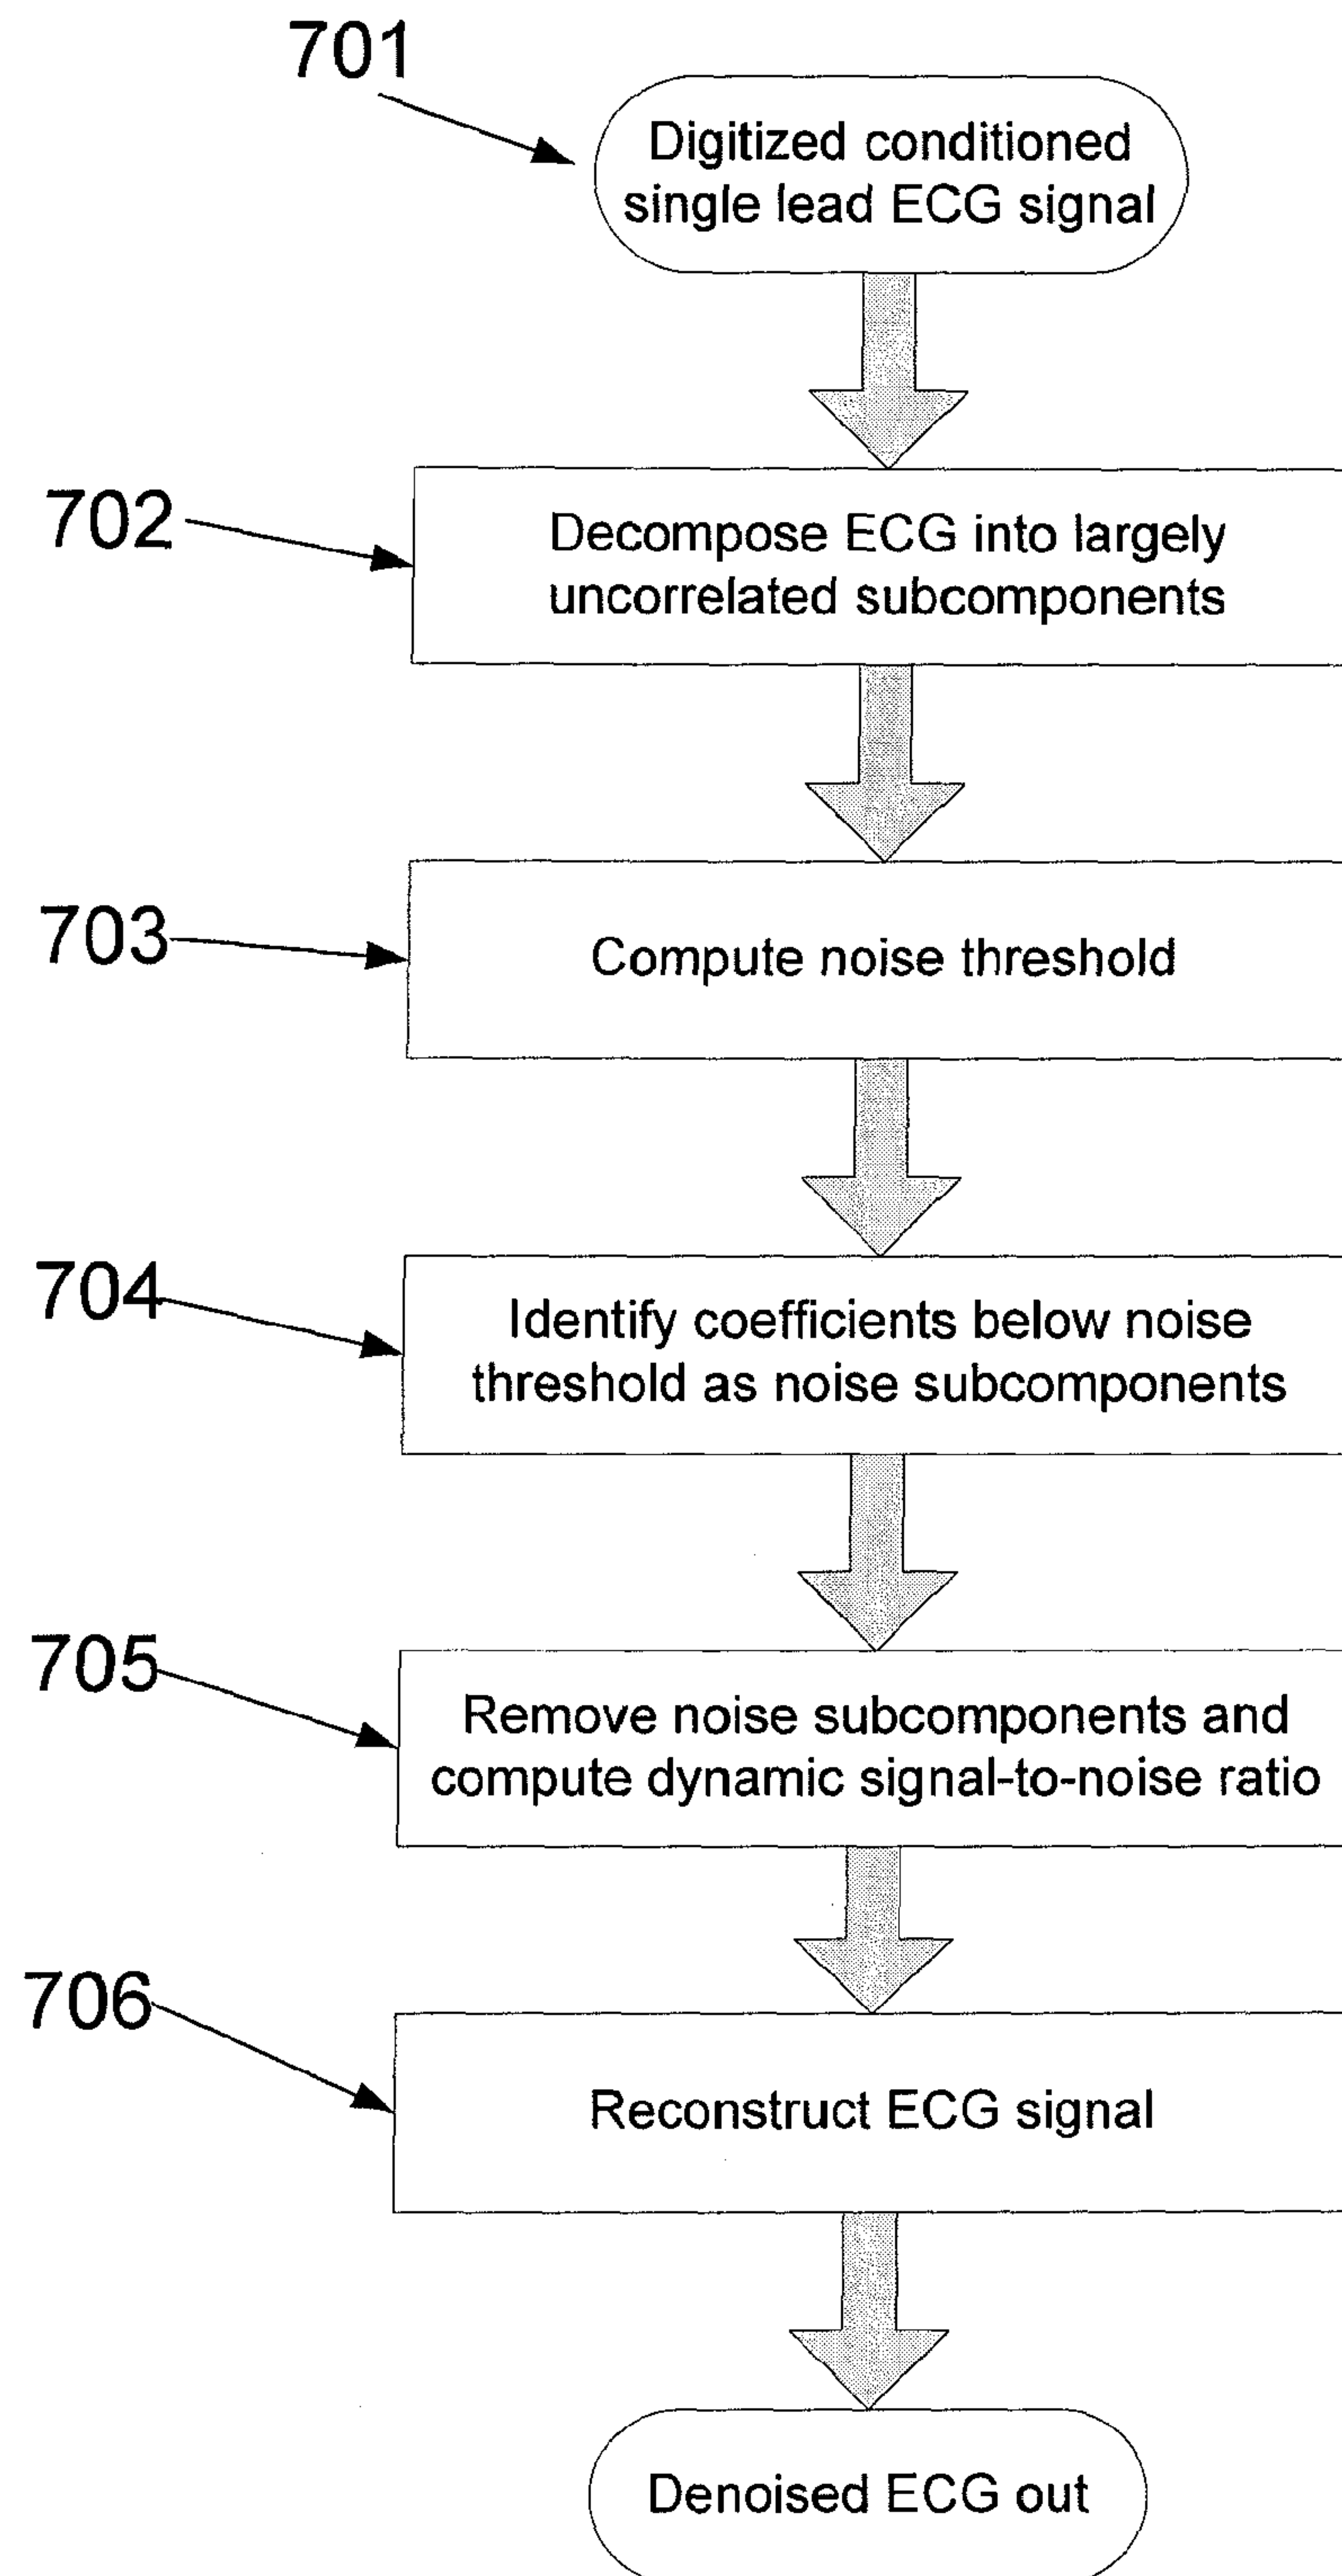 701
Digitized conditioned
single lead ECG signal
702
Decompose ECG into largely
uncorrelated subcomponents
703
Compute noise threshold
704
Identify coefficients below noise
threshold as noise subcomponents
705
Remove noise subcomponents and
compute dynamic signal-to-noise ratio
706
Reconstruct ECG signal
Denoised ECG out